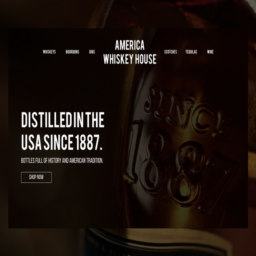 AMERICA
WHISKEY HOUSE
WHISKEYS BOURBONS GINS SCOTCHES TEQUILAS WINE
DISTILLED IN THE
USA SINCE 1887.
BOTTLES FULL OF HISTORY AND AMERICAN TRADITION.
SHOP NOW
SINCE
1887